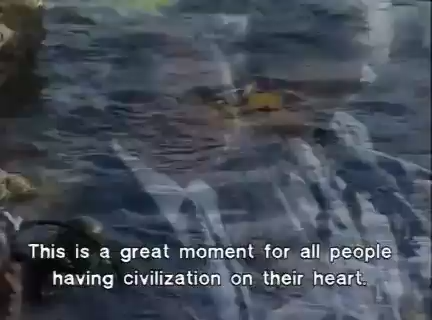 This is a great moment for all people
having civilization on their heart.